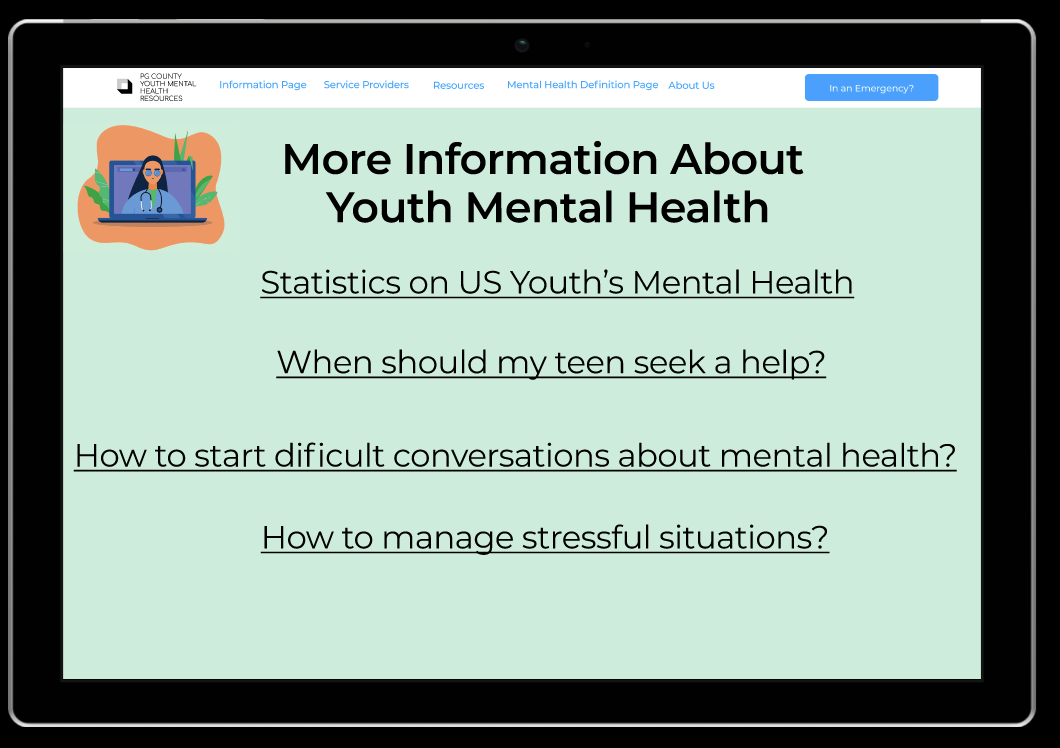 PG COUNTY
YOUTH MENTAL
HEALTH
RESOURCES
Information Page
Service Providers
Resources
Mental Health Definition Page
About Us
In an Emergency?
More Information About
Youth Mental Health
Statistics on US Youth’s Mental Health
When should my teen seek a help?
How to start dificult conversations about mental health?
How to manage stressful situations?